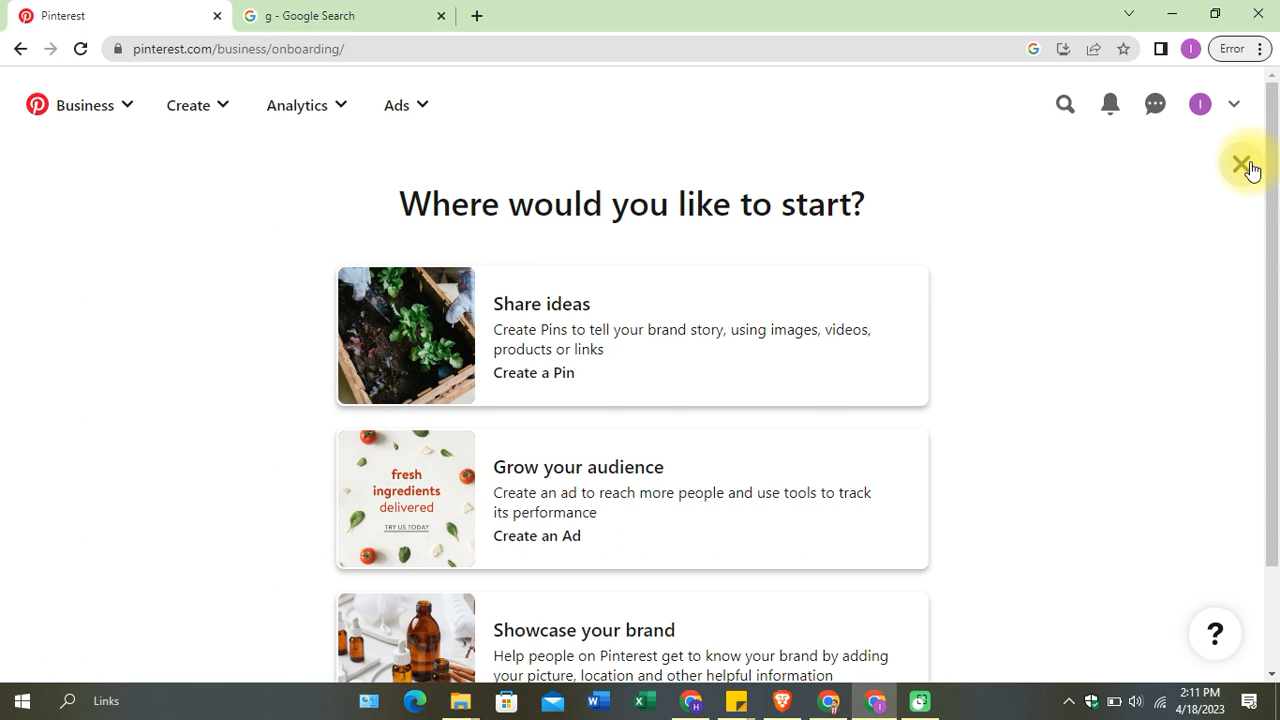 Pinterest
g - Google Search
pinterest.com/business/onboarding/
I
Error
Business
Create
Analytics
Ads
I
Where would you like to start?
Share ideas
Create Pins to tell your brand story, using images, videos,
products or links
Create a Pin
fresh
ingredients
delivered
TRY US TODAY
Grow your audience
Create an ad to reach more people and use tools to track
its performance
Create an Ad
Showcase your brand
Help people on Pinterest get to know your brand by adding
your picture, location and other helpful information
?
Links
2:11 PM
4/18/2023